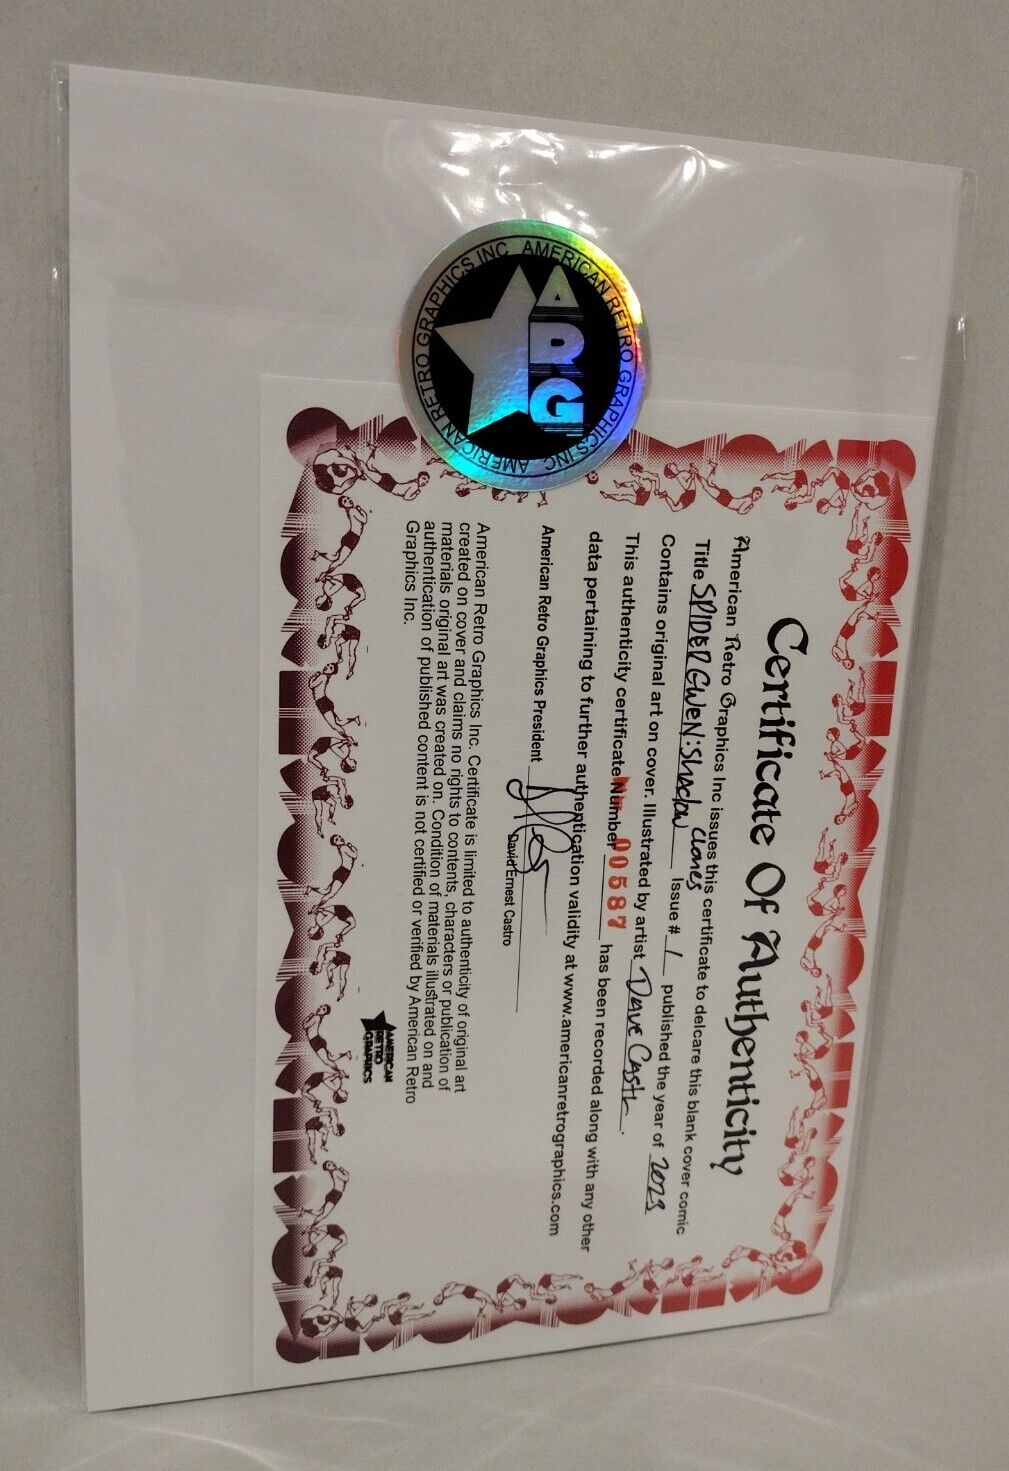 AMERICAN RETRO GRAPHICS INC AMERICAN RETRO GRAPHICS INC AMERICAN RETRO GRAPHICS INC
ARG
Certificate Of Authenticity
American Retro Graphics Inc issues this certificate to delcare this blank cover comic
Title SPIDER GWEN: Shadow Clones Issue # 1 published the year of 2023
Contains original art on cover. Illustrated by artist Dave Castr.
This authenticity certificate Number 00587 has been recorded along with any other
data pertaining to further authentication validity at www.americanretrographics.com
American Retro Graphics President
David Ernest Castro
American Retro Graphics Inc. Certificate is limited to authenticity of original art
created on cover and claims no rights to contents, characters or publication of
materials original art was created on. Condition of materials illustrated on and
authentication of published content is not certified or verified by American Retro
Graphics Inc.
AMERICAN
RETRO
GRAPHICS